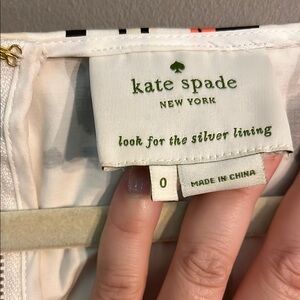 kate spade
NEW YORK
look for the silver lining
0
MADE IN CHINA